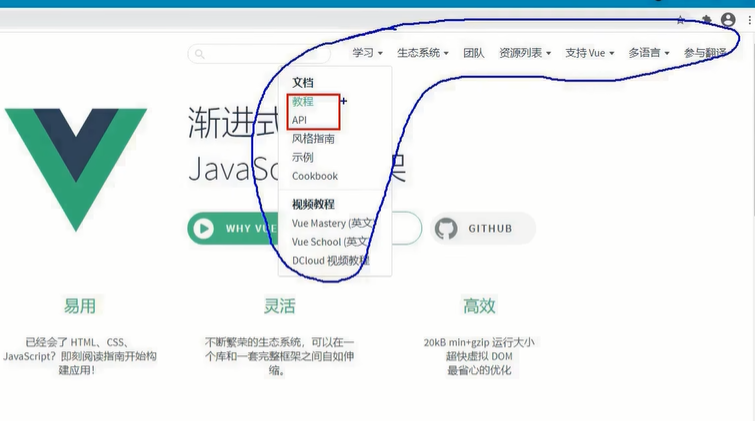 学习 生态系统 团队 资源列表 支持 Vue 多语言 参与翻译
文档
教程
API
风格指南
示例
Cookbook
视频教程
Vue Mastery (英文
Vue School (英文
DCloud 视频教程
渐进式
JavaSc
架
WHY VUE
GITHUB
易用
已经会了 HTML、CSS、
JavaScript？即刻阅读指南开始构
建应用！
灵活
不断繁荣的生态系统，可以在一
个库和一套完整框架之间自如伸
缩。
高效
20kB min+gzip 运行大小
超快虚拟 DOM
最省心的优化